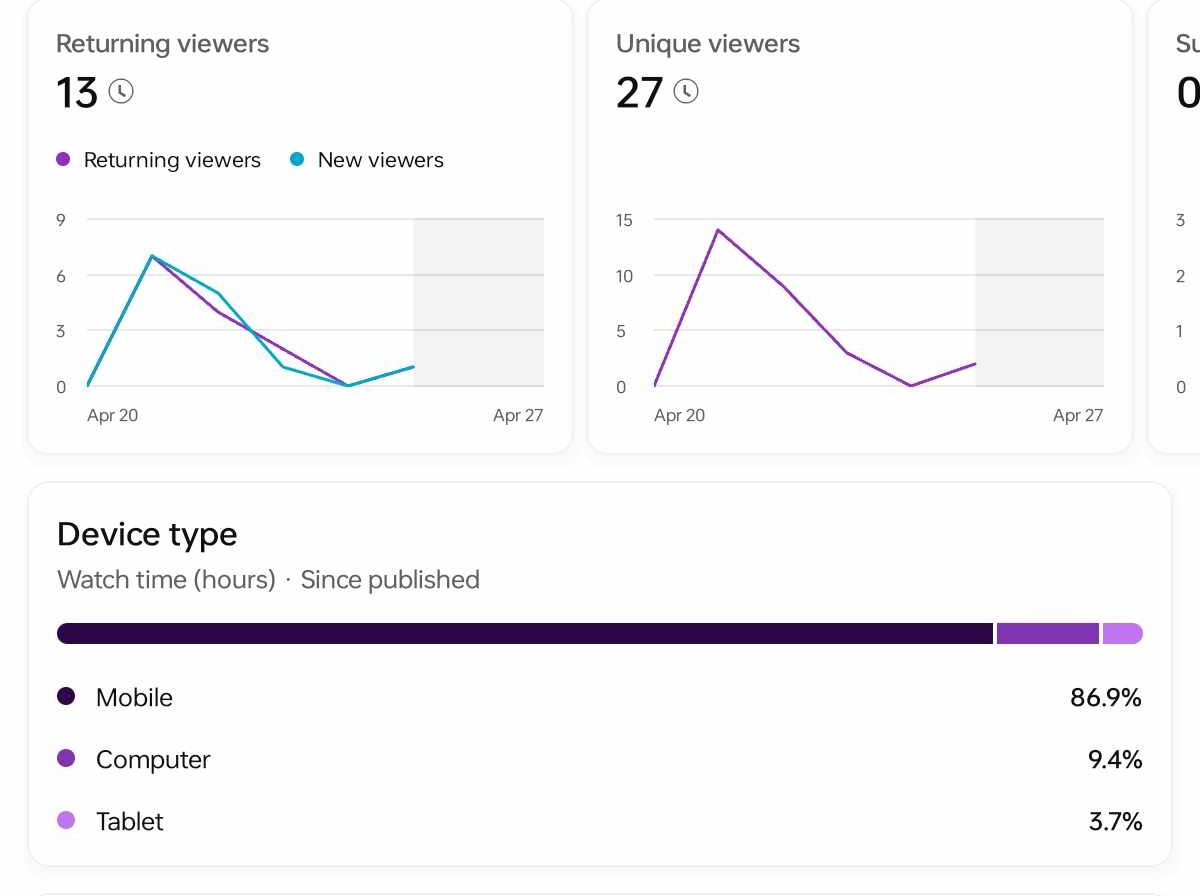 Returning viewers
13
Returning viewers New viewers
9
6
3
0
Apr 20 Apr 27
Unique viewers
27
15
10
5
0
Apr 20 Apr 27
Su
0
3
2
1
0
Device type
Watch time (hours) · Since published
Mobile 86.9%
Computer 9.4%
Tablet 3.7%